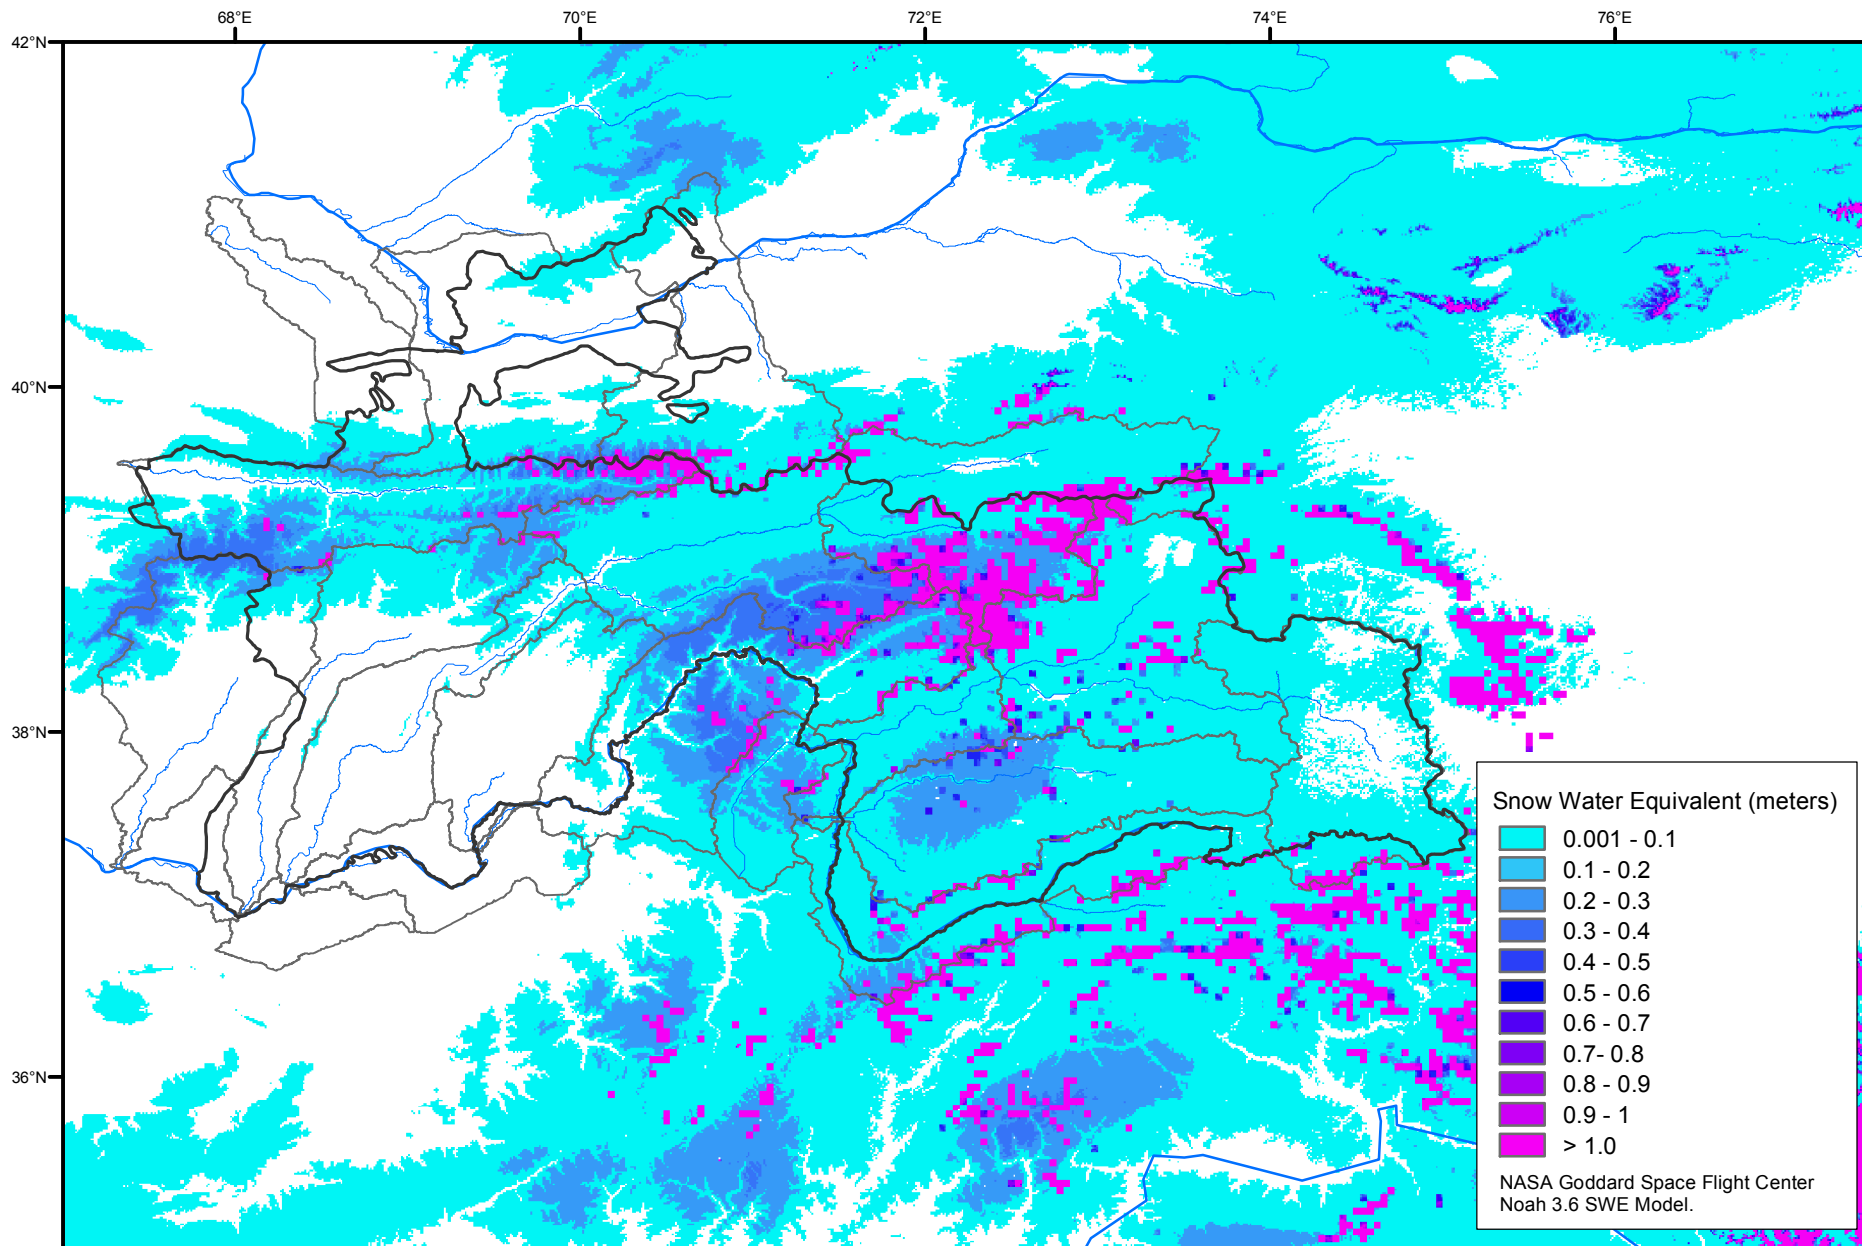 68°E
70°E
72°E
74°E
76°E
42°N
40°N
38°N
36°N
Snow Water Equivalent (meters)
0.001 - 0.1
0.1 - 0.2
0.2 - 0.3
0.3 - 0.4
0.4 - 0.5
0.5 - 0.6
0.6 - 0.7
0.7- 0.8
0.8 - 0.9
0.9 - 1
> 1.0
NASA Goddard Space Flight Center
Noah 3.6 SWE Model.